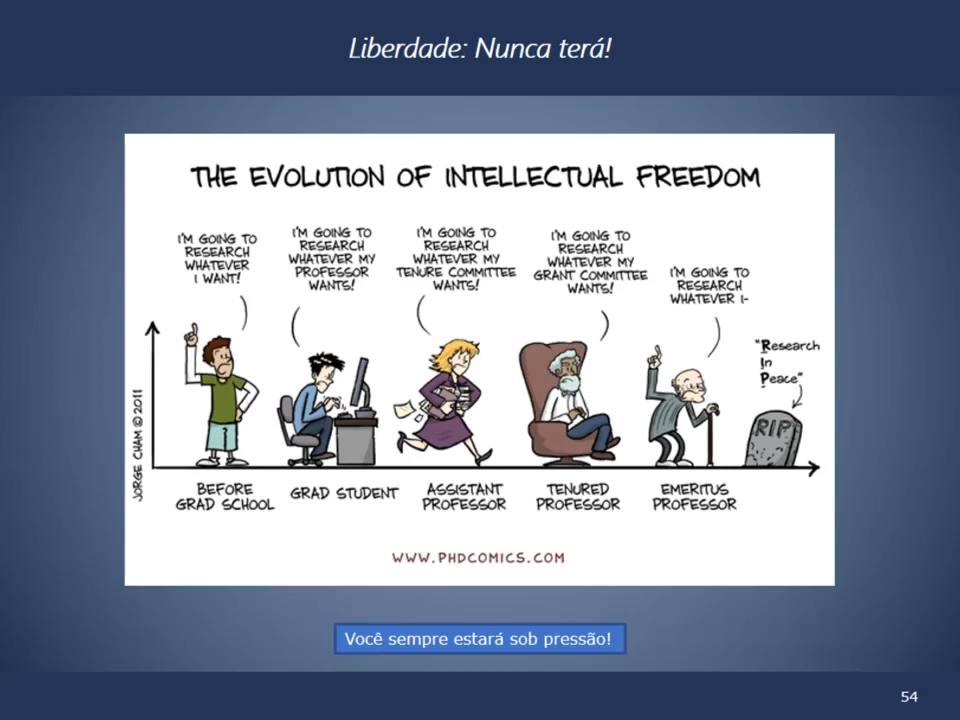 Liberdade: Nunca terá!
THE EVOLUTION OF INTELLECTUAL FREEDOM
I'M GOING TO
RESEARCH
WHATEVER
I WANT!
I'M GOING TO
RESEARCH
WHATEVER MY
PROFESSOR
WANTS!
I'M GOING TO
RESEARCH
WHATEVER MY
TENURE COMMITTEE
WANTS!
I'M GOING TO
RESEARCH
WHATEVER MY
GRANT COMMITTEE
WANTS!
I'M GOING TO
RESEARCH
WHATEVER I-
"Research
In
Peace"
RIP
JORGE CHAM © 2011
BEFORE
GRAD SCHOOL
GRAD STUDENT
ASSISTANT
PROFESSOR
TENURED
PROFESSOR
EMERITUS
PROFESSOR
WWW.PHDCOMICS.COM
Você sempre estará sob pressão!
54